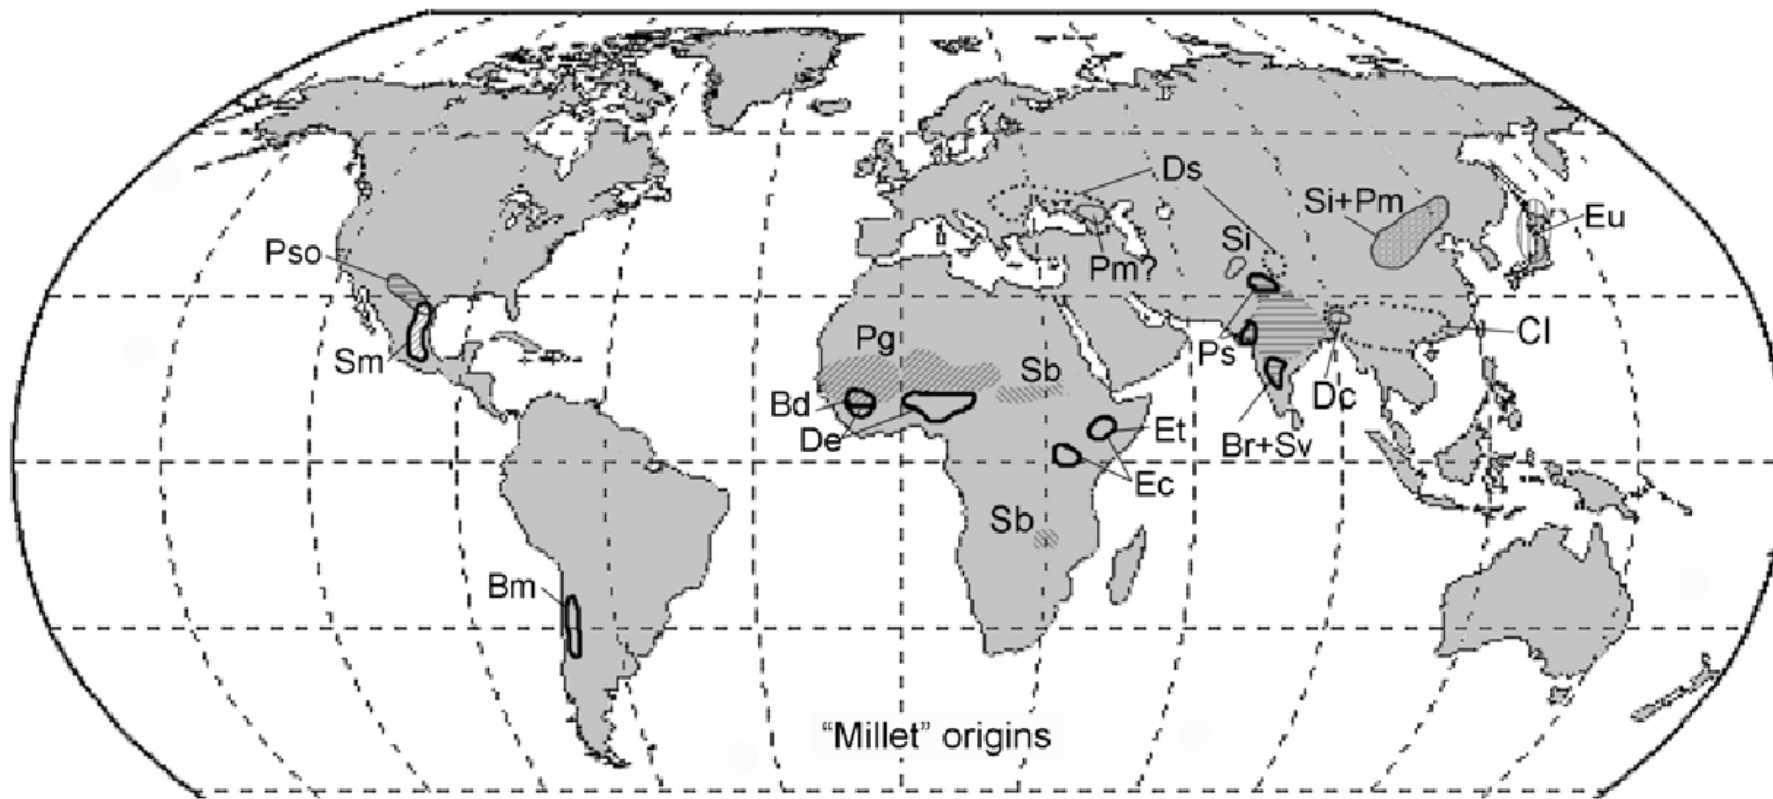 Ds
Si+Pm
Eu
Pso
Si
Pm?
Sm
Pg
Sb
Ps
Cl
Bd
De
Dc
Et
Br+Sv
Ec
Sb
Bm
“Millet” origins